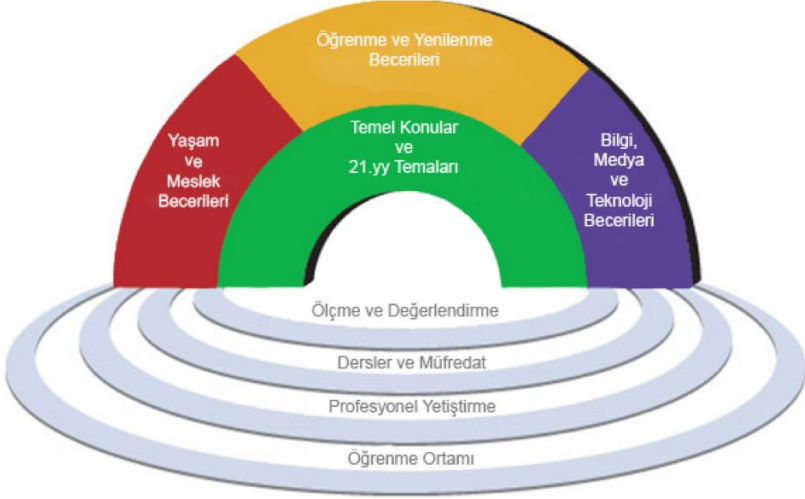 Öğrenme ve Yenilenme
Becerileri
Yaşam
ve
Meslek
Becerileri
Temel Konular
ve
21.yy Temaları
Bilgi,
Medya
ve
Teknoloji
Becerileri
Ölçme ve Değerlendirme
Dersler ve Müfredat
Profesyonel Yetiştirme
Öğrenme Ortamı